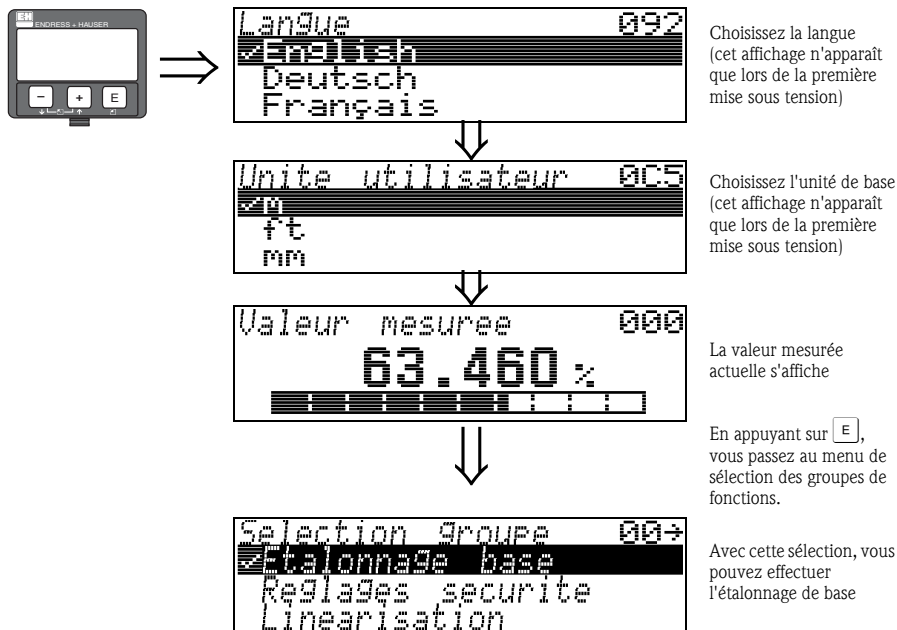 ENDRESS + HAUSER
- + E
Langue 092
English
Deutsch
Français
Choisissez la langue
(cet affichage n'apparaît
que lors de la première
mise sous tension)
Unite utilisateur 0C5
m
ft
mm
Choisissez l'unité de base
(cet affichage n'apparaît
que lors de la première
mise sous tension)
Valeur mesuree 000
63.460 %
La valeur mesurée
actuelle s'affiche
En appuyant sur E,
vous passez au menu de
sélection des groupes de
fonctions.
Selection groupe 00→
Etalonnage base
Reglages securite
Linearisation
Avec cette sélection, vous
pouvez effectuer
l'étalonnage de base